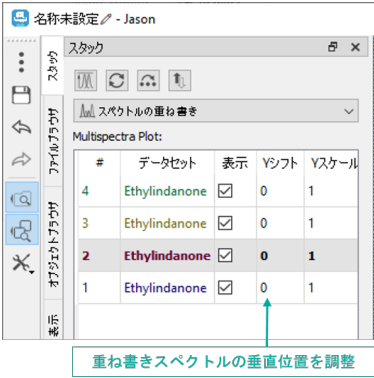 名称未設定 - Jason
スタック
スタック
ファイルブラウザ
オブジェクトブラウザ
表示
スペクトルの重ね書き
Multispectra Plot:
# データセット 表示 Yシフト Yスケール
4 Ethylindanone 0 1
3 Ethylindanone 0 1
2 Ethylindanone 0 1
1 Ethylindanone 0 1
重ね書きスペクトルの垂直位置を調整